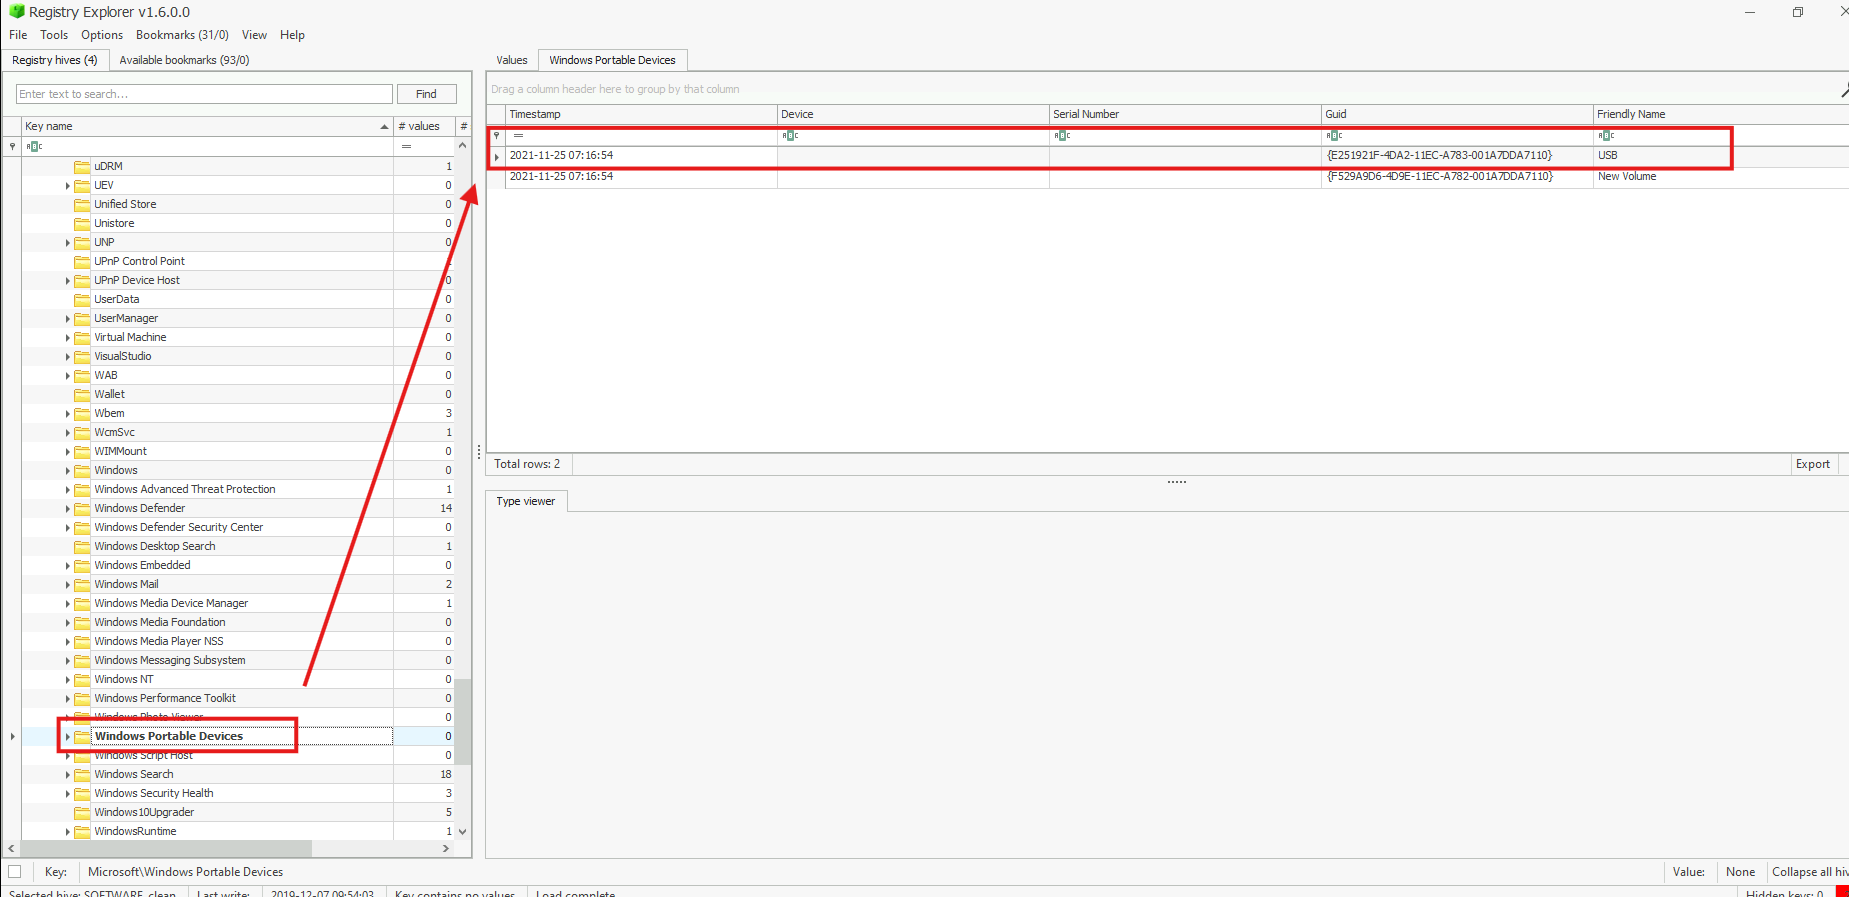 Registry Explorer v1.6.0.0
File Tools Options Bookmarks (31/0) View Help
Registry hives (4) Available bookmarks (93/0)
Enter text to search... Find
Key name # values #
=
uDRM 1
UEV 0
Unified Store 0
Unistore 0
UNP 0
UPnP Control Point
UPnP Device Host 0
UserData 0
UserManager 0
Virtual Machine 0
VisualStudio 0
WAB 0
Wallet 0
Wbem 3
WcmSvc 1
WIMMount 0
Windows 0
Windows Advanced Threat Protection 1
Windows Defender 14
Windows Defender Security Center 0
Windows Desktop Search 1
Windows Embedded 0
Windows Mail 2
Windows Media Device Manager 1
Windows Media Foundation 0
Windows Media Player NSS 0
Windows Messaging Subsystem 0
Windows NT 0
Windows Performance Toolkit 0
Windows Photo Viewer 0
Windows Portable Devices 0
Windows Script Host 0
Windows Search 18
Windows Security Health 3
Windows10Upgrader 5
WindowsRuntime 1
Values Windows Portable Devices
Drag a column header here to group by that column
Timestamp Device Serial Number Guid Friendly Name
=
2021-11-25 07:16:54 {E251921F-4DA2-11EC-A783-001A7DDA7110} USB
2021-11-25 07:16:54 {F529A9D6-4D9E-11EC-A782-001A7DDA7110} New Volume
Total rows: 2 Export
Type viewer
Key: Microsoft\Windows Portable Devices Value: None Collapse all hiv
Selected hive: SOFTWARE_clean Last write: 2019-12-07 09:54:03 Key contains no values Load complete Hidden keys: 0